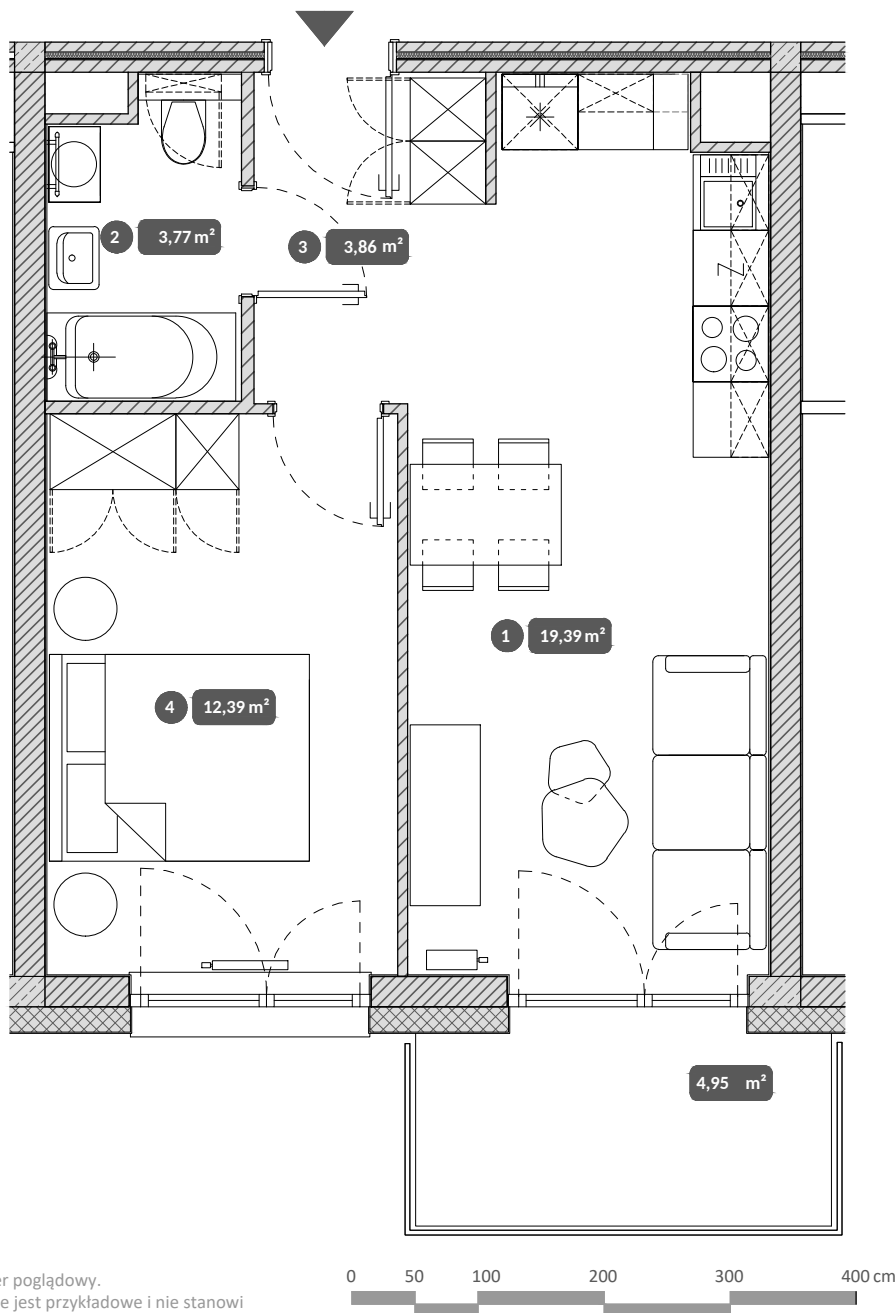 2 3,77 m²
3 3,86 m²
Z
1 19,39 m²
4 12,39 m²
4,95 m²
poglądowy.
jest przykładowe i nie stanowi
0 50 100 200 300 400 cm